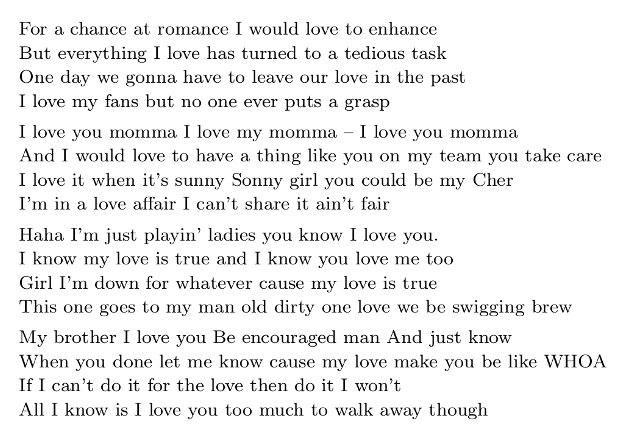 For a chance at romance I would love to enhance
But everything I love has turned to a tedious task
One day we gonna have to leave our love in the past
I love my fans but no one ever puts a grasp
I love you momma I love my momma – I love you momma
And I would love to have a thing like you on my team you take care
I love it when it's sunny Sonny girl you could be my Cher
I'm in a love affair I can't share it ain't fair
Haha I'm just playin' ladies you know I love you.
I know my love is true and I know you love me too
Girl I'm down for whatever cause my love is true
This one goes to my man old dirty one love we be swigging brew
My brother I love you Be encouraged man And just know
When you done let me know cause my love make you be like WHOA
If I can't do it for the love then do it I won't
All I know is I love you too much to walk away though